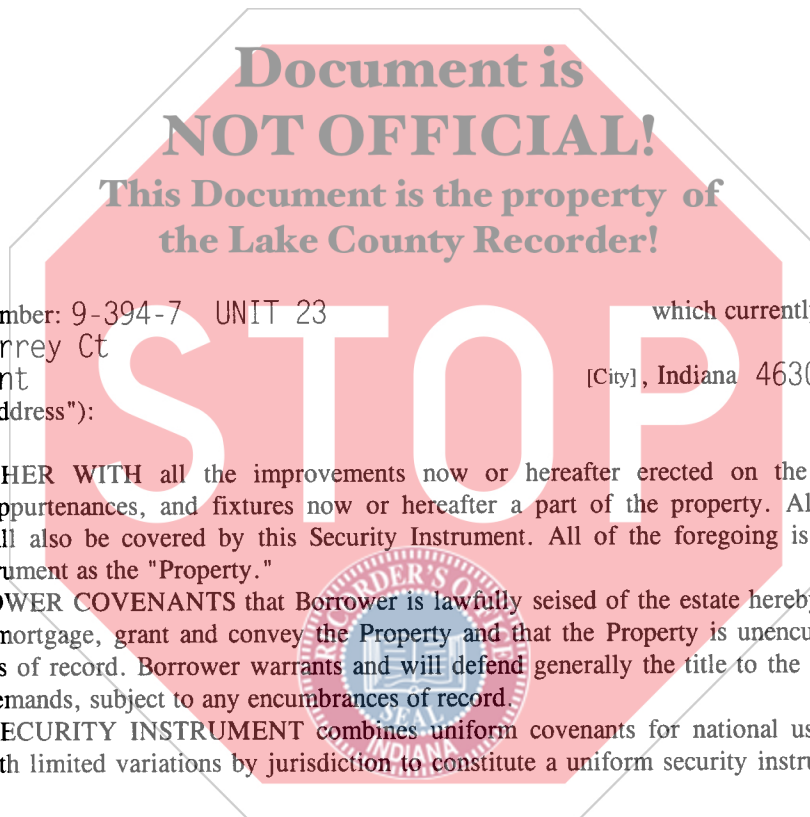 Document is
NOT OFFICIAL!
This Document is the property of
the Lake County Recorder!
mber: 9-394-7 UNIT 23 which currently
rrey Ct
nt [City], Indiana 4630
ddress"):
STOP
HER WITH all the improvements now or hereafter erected on the
ppurtenances, and fixtures now or hereafter a part of the property. Al
ll also be covered by this Security Instrument. All of the foregoing is
rument as the "Property."
OWER COVENANTS that Borrower is lawfully seised of the estate hereby
mortgage, grant and convey the Property and that the Property is unencu
s of record. Borrower warrants and will defend generally the title to the
emands, subject to any encumbrances of record.
ECURITY INSTRUMENT combines uniform covenants for national us
th limited variations by jurisdiction to constitute a uniform security instru
RECORDER'S OFFICE
SEAL
INDIANA